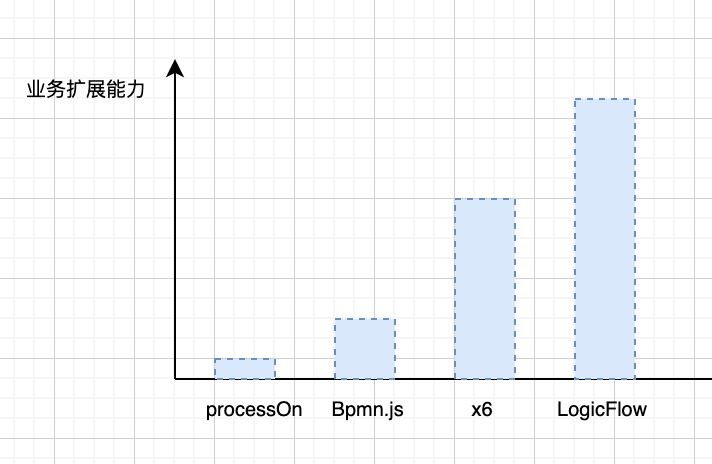 业务扩展能力
processOn
Bpmn.js
x6
LogicFlow